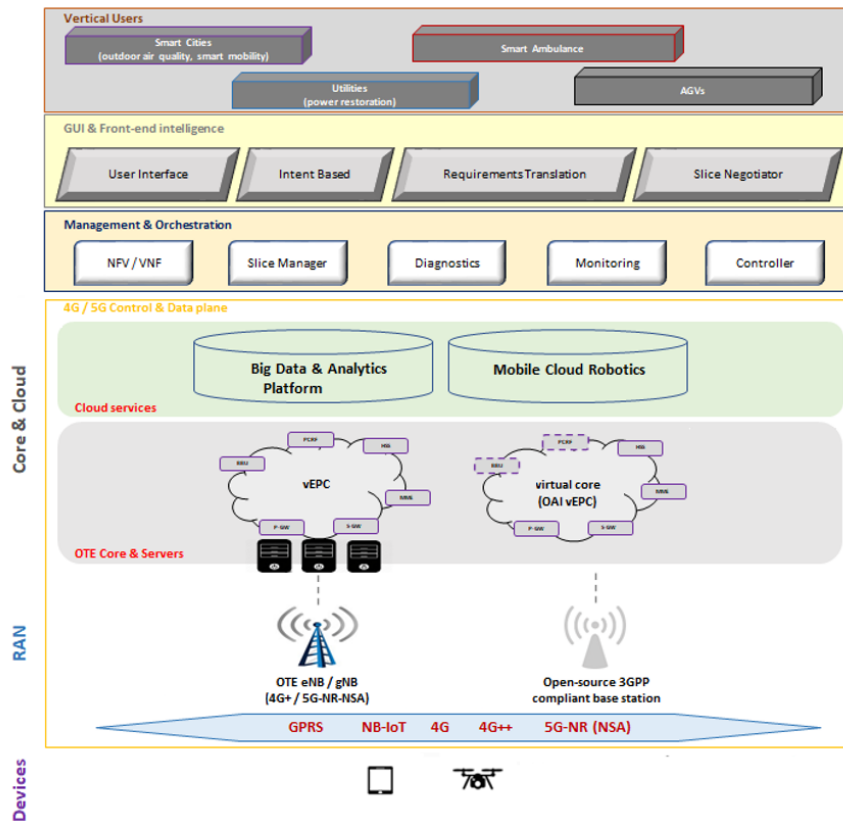 Vertical Users
Smart Cities
(outdoor air quality, smart mobility)
Smart Ambulance
Utilities
(power restoration)
AGVs
GUI & Front-end intelligence
User Interface
Intent Based
Requirements Translation
Slice Negotiator
Management & Orchestration
NFV / VNF
Slice Manager
Diagnostics
Monitoring
Controller
4G / 5G Control & Data plane
Core & Cloud
Big Data & Analytics
Platform
Mobile Cloud Robotics
Cloud services
PCRF
HSS
BBU
MME
vEPC
P-GW
S-GW
PCRF
HSS
BBU
MME
virtual core
(OAI vEPC)
P-GW
S-GW
OTE Core & Servers
RAN
OTE eNB / gNB
(4G+ / 5G-NR-NSA)
Open-source 3GPP
compliant base station
GPRS
NB-IoT
4G
4G++
5G-NR (NSA)
Devices